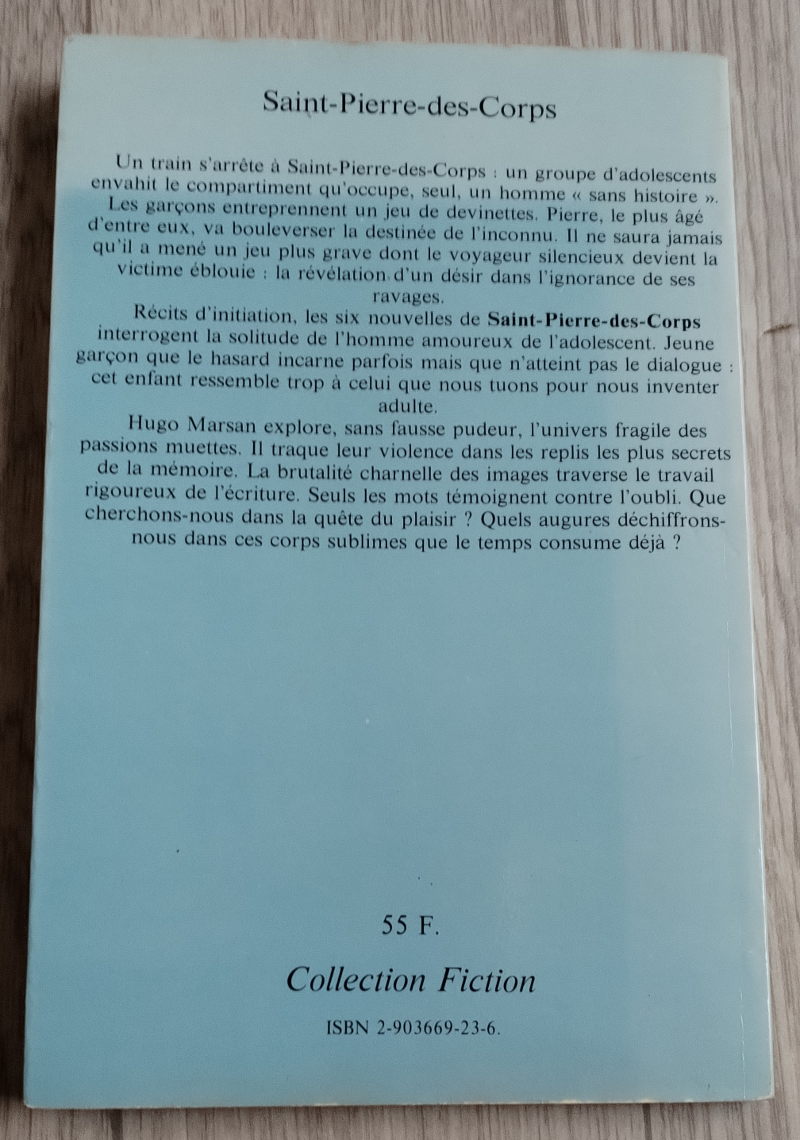 Saint-Pierre-des-Corps
Un train s'arrête à Saint-Pierre-des-Corps : un groupe d'adolescents
envahit le compartiment qu'occupe, seul, un homme « sans histoire ».
Les garçons entreprennent un jeu de devinettes. Pierre, le plus âgé
d'entre eux, va bouleverser la destinée de l'inconnu. Il ne saura jamais
qu'il a mené un jeu plus grave dont le voyageur silencieux devient la
victime éblouie : la révélation d'un désir dans l'ignorance de ses
ravages.
Récits d'initiation, les six nouvelles de Saint-Pierre-des-Corps
interrogent la solitude de l'homme amoureux de l'adolescent. Jeune
garçon que le hasard incarne parfois mais que n'atteint pas le dialogue :
cet enfant ressemble trop à celui que nous tuons pour nous inventer
adulte.
Hugo Marsan explore, sans fausse pudeur, l'univers fragile des
passions muettes. Il traque leur violence dans les replis les plus secrets
de la mémoire. La brutalité charnelle des images traverse le travail
rigoureux de l'écriture. Seuls les mots témoignent contre l'oubli. Que
cherchons-nous dans la quête du plaisir ? Quels augures déchiffrons-
nous dans ces corps sublimes que le temps consume déjà ?
55 F.
Collection Fiction
ISBN 2-903669-23-6.